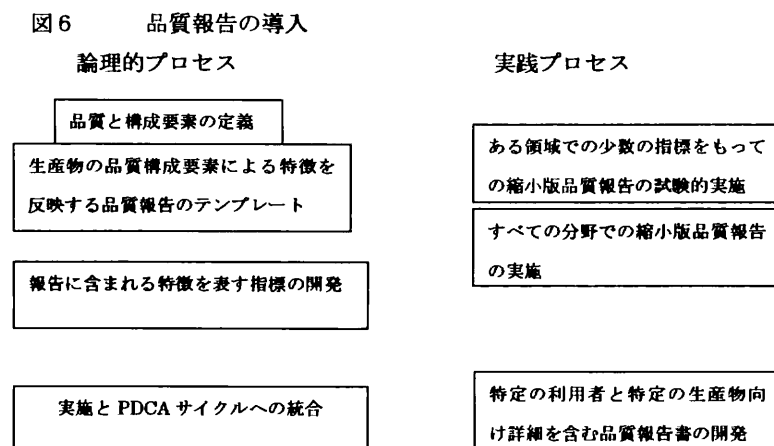 図6 品質報告の導入
論理的プロセス
実践プロセス
品質と構成要素の定義
生産物の品質構成要素による特徴を
反映する品質報告のテンプレート
報告に含まれる特徴を表す指標の開発
実施と PDCA サイクルへの統合
ある領域での少数の指標をもって
の縮小版品質報告の試験的実施
すべての分野での縮小版品質報告
の実施
特定の利用者と特定の生産物向
け詳細を含む品質報告書の開発